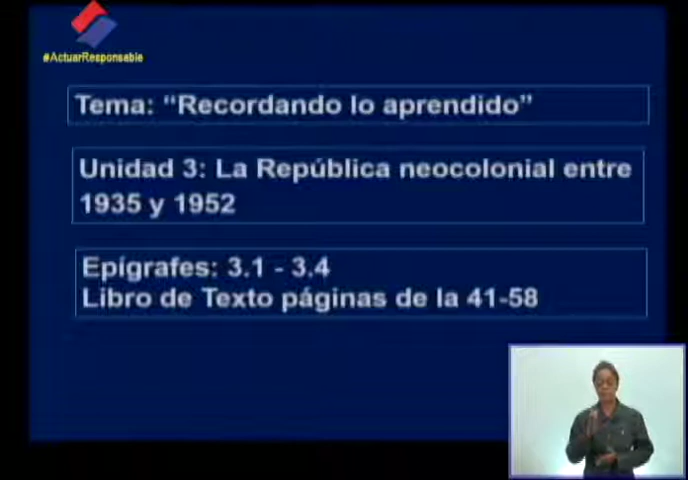 #ActuarResponsable
Tema: “Recordando lo aprendido”
Unidad 3: La República neocolonial entre
1935 y 1952
Epígrafes: 3.1 - 3.4
Libro de Texto páginas de la 41-58